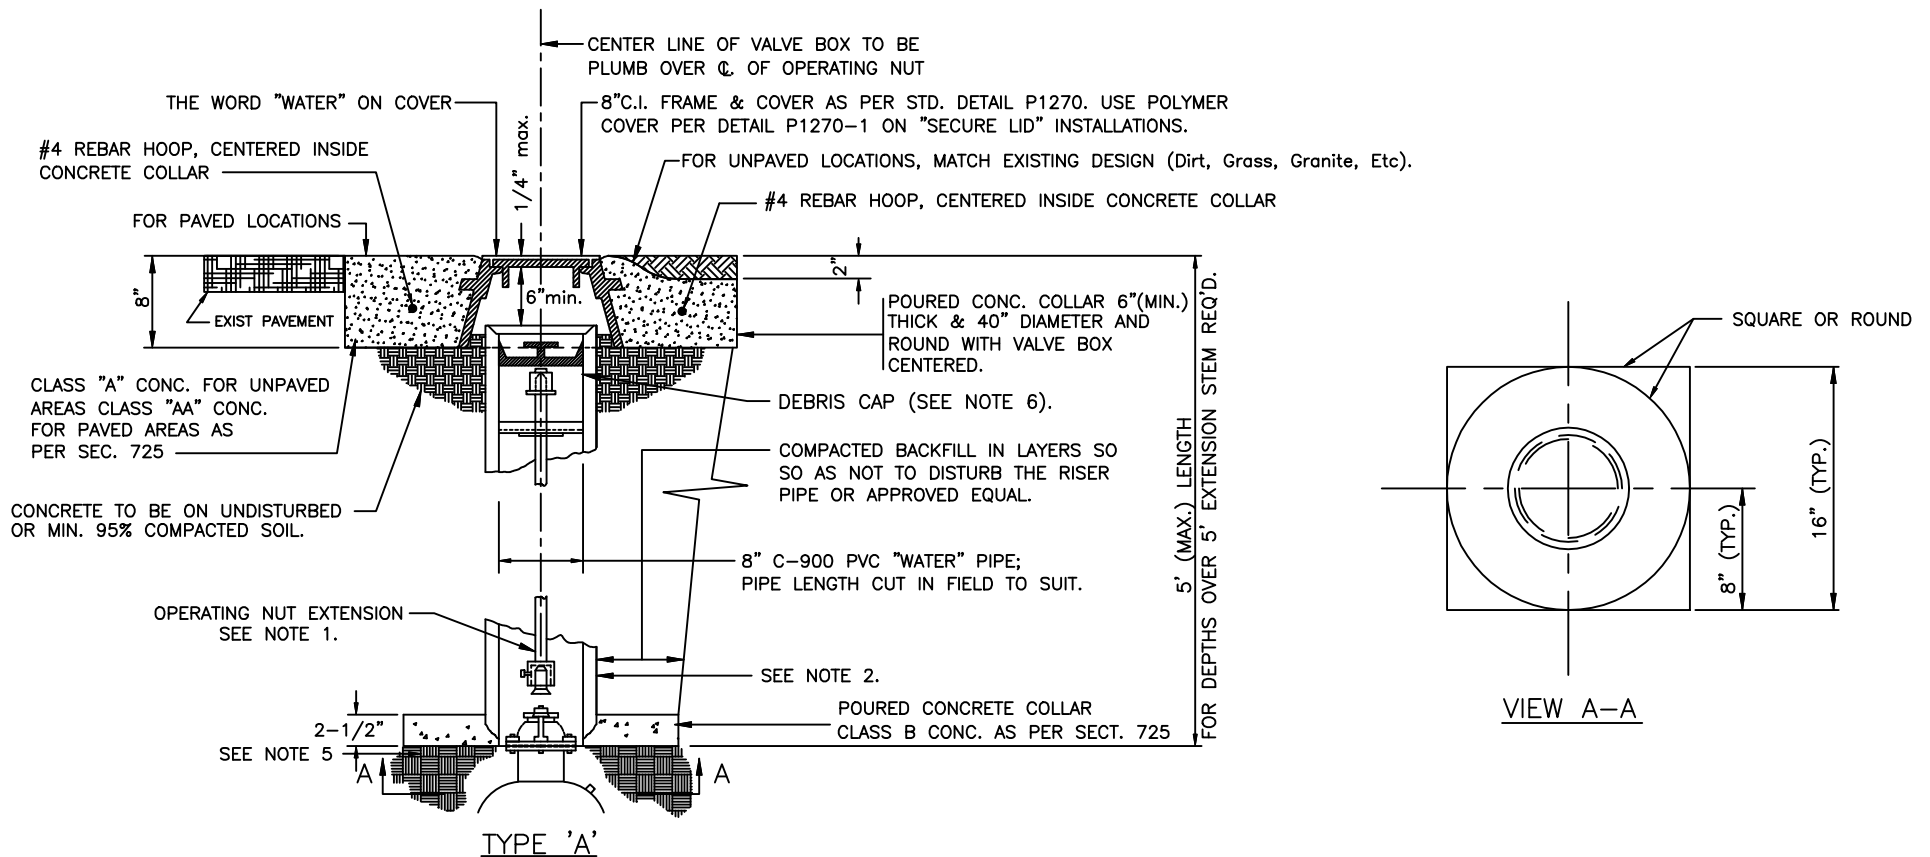 CENTER LINE OF VALVE BOX TO BE
PLUMB OVER ℄ OF OPERATING NUT
THE WORD "WATER" ON COVER
8"C.I. FRAME & COVER AS PER STD. DETAIL P1270. USE POLYMER
COVER PER DETAIL P1270-1 ON "SECURE LID" INSTALLATIONS.
#4 REBAR HOOP, CENTERED INSIDE
CONCRETE COLLAR
1/4" max.
FOR UNPAVED LOCATIONS, MATCH EXISTING DESIGN (Dirt, Grass, Granite, Etc).
#4 REBAR HOOP, CENTERED INSIDE CONCRETE COLLAR
FOR PAVED LOCATIONS
8"
2"
6"min.
EXIST PAVEMENT
POURED CONC. COLLAR 6"(MIN.)
THICK & 40" DIAMETER AND
ROUND WITH VALVE BOX
CENTERED.
CLASS "A" CONC. FOR UNPAVED
AREAS CLASS "AA" CONC.
FOR PAVED AREAS AS
PER SEC. 725
DEBRIS CAP (SEE NOTE 6).
COMPACTED BACKFILL IN LAYERS SO
SO AS NOT TO DISTURB THE RISER
PIPE OR APPROVED EQUAL.
CONCRETE TO BE ON UNDISTURBED
OR MIN. 95% COMPACTED SOIL.
8" C-900 PVC "WATER" PIPE;
PIPE LENGTH CUT IN FIELD TO SUIT.
5' (MAX.) LENGTH
FOR DEPTHS OVER 5' EXTENSION STEM REQ'D.
OPERATING NUT EXTENSION
SEE NOTE 1.
SEE NOTE 2.
POURED CONCRETE COLLAR
CLASS B CONC. AS PER SECT. 725
2-1/2"
SEE NOTE 5
A
A
TYPE 'A'
SQUARE OR ROUND
8" (TYP.)
16" (TYP.)
VIEW A-A